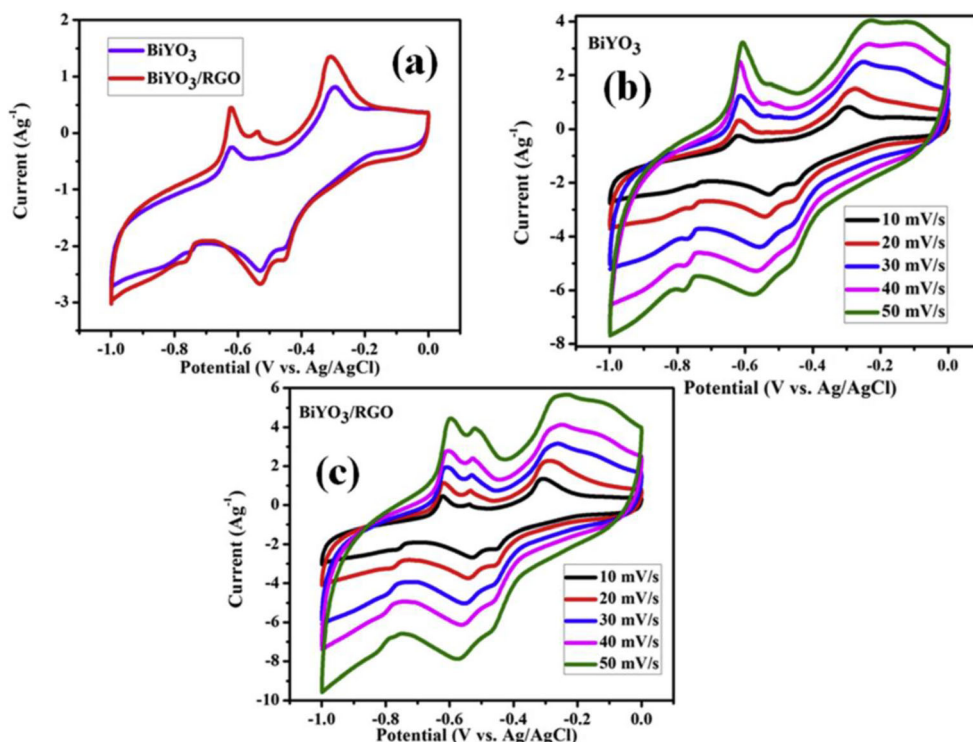 (a)
BiYO₃
BiYO₃/RGO
2
1
0
-1
-2
-3
Current (Ag⁻¹)
-1.0 -0.8 -0.6 -0.4 -0.2 0.0
Potential (V vs. Ag/AgCl)
(b)
BiYO₃
4
2
0
-2
-4
-6
-8
Current (Ag⁻¹)
10 mV/s
20 mV/s
30 mV/s
40 mV/s
50 mV/s
-1.0 -0.8 -0.6 -0.4 -0.2 0.0
Potential (V vs. Ag/AgCl)
(c)
BiYO₃/RGO
6
4
2
0
-2
-4
-6
-8
-10
Current (Ag⁻¹)
10 mV/s
20 mV/s
30 mV/s
40 mV/s
50 mV/s
-1.0 -0.8 -0.6 -0.4 -0.2 0.0
Potential (V vs. Ag/AgCl)